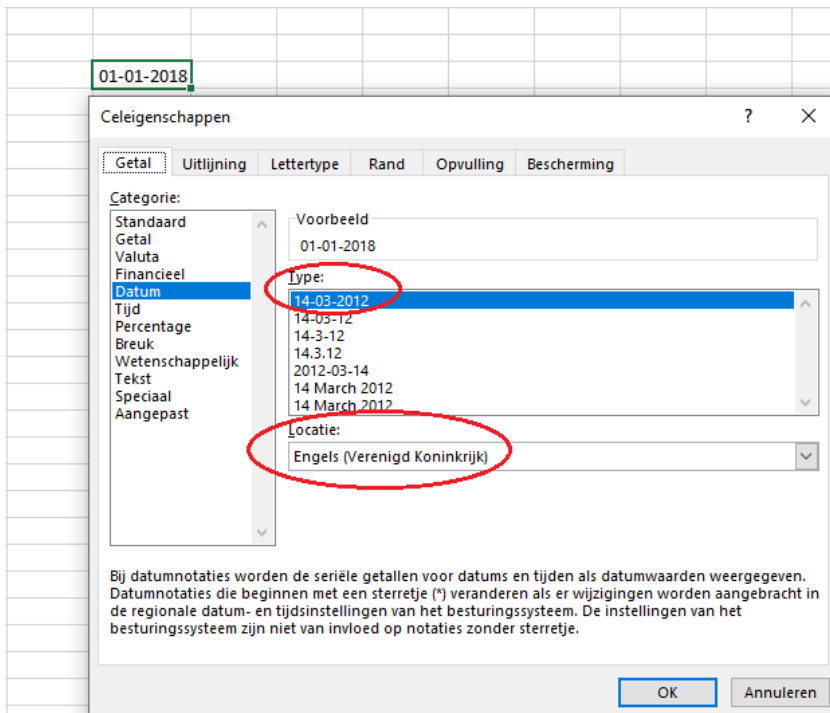 01-01-2018
Celeigenschappen ?
Getal Uitlijning Lettertype Rand Opvulling Bescherming
Categorie:
Standaard
Getal
Valuta
Financieel
Datum
Tijd
Percentage
Breuk
Wetenschappelijk
Tekst
Speciaal
Aangepast
Voorbeeld
01-01-2018
Type:
14-03-2012
14-03-12
14-3-12
14.3.12
2012-03-14
14 March 2012
14 March 2012
Locatie:
Engels (Verenigd Koninkrijk)
Bij datumnotaties worden de seriële getallen voor datums en tijden als datumwaarden weergegeven.
Datumnotaties die beginnen met een sterretje (*) veranderen als er wijzigingen worden aangebracht in
de regionale datum- en tijdsinstellingen van het besturingssysteem. De instellingen van het
besturingssysteem zijn niet van invloed op notaties zonder sterretje.
OK Annuleren